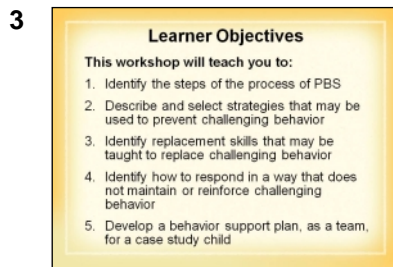 3
Learner Objectives
This workshop will teach you to:
1. Identify the steps of the process of PBS
2. Describe and select strategies that may be
used to prevent challenging behavior
3. Identify replacement skills that may be
taught to replace challenging behavior
4. Identify how to respond in a way that does
not maintain or reinforce challenging
behavior
5. Develop a behavior support plan, as a team,
for a case study child